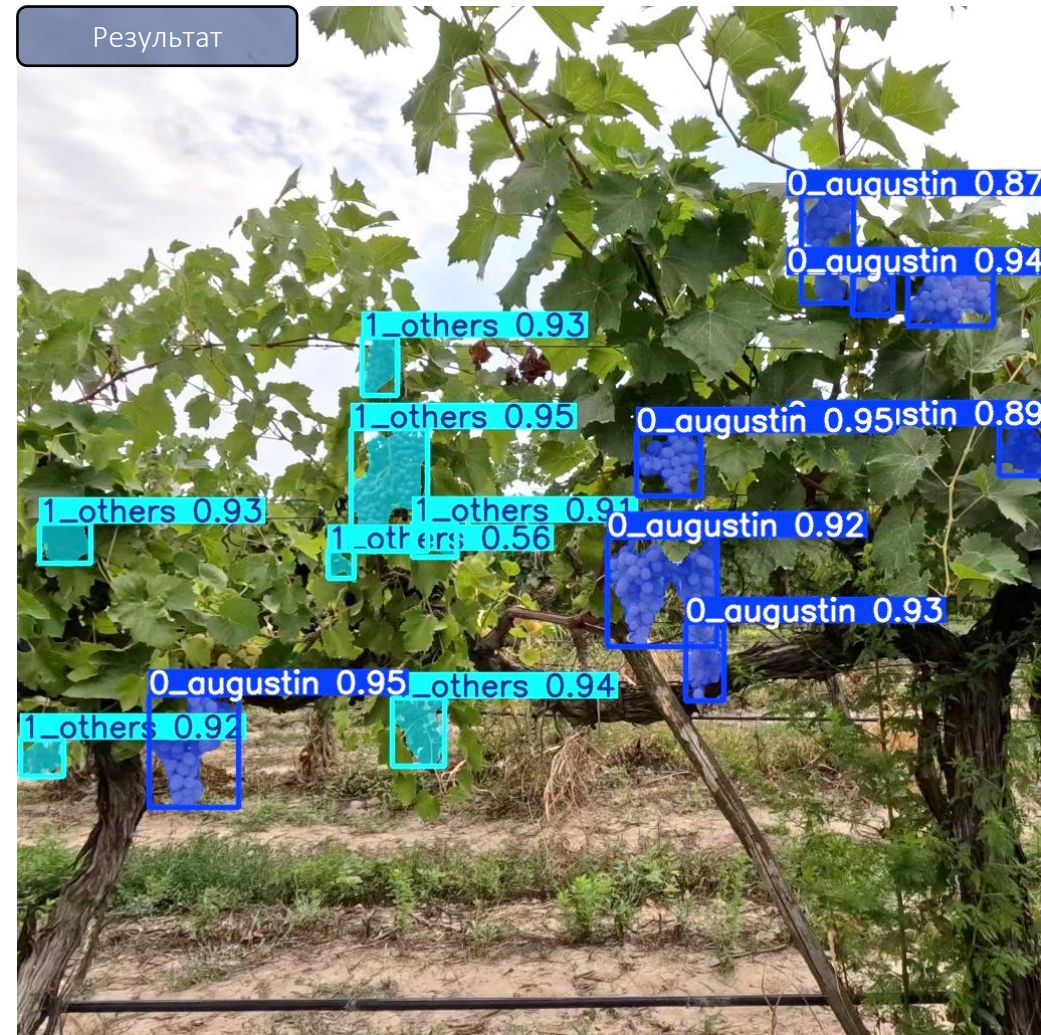 Результат
0_augustin 0.87
0_augustin 0.94
1_others 0.93
1_others 0.95
0_augustin 0.95
ustin 0.89
1_others 0.93
1_others 0.91
1_others 0.56
0_augustin 0.92
0_augustin 0.93
0_augustin 0.95
_others 0.94
1_others 0.92